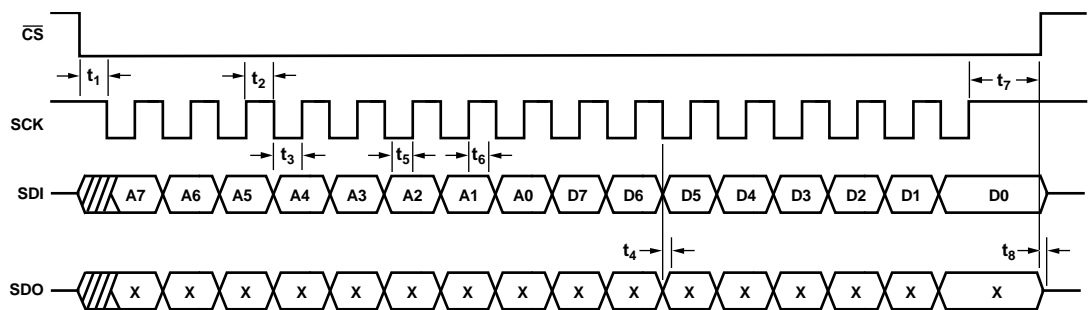 CS
t1 t2 t7
SCK
t3 t5 t6
SDI A7 A6 A5 A4 A3 A2 A1 A0 D7 D6 D5 D4 D3 D2 D1 D0
t4 t8
SDO X X X X X X X X X X X X X X X X